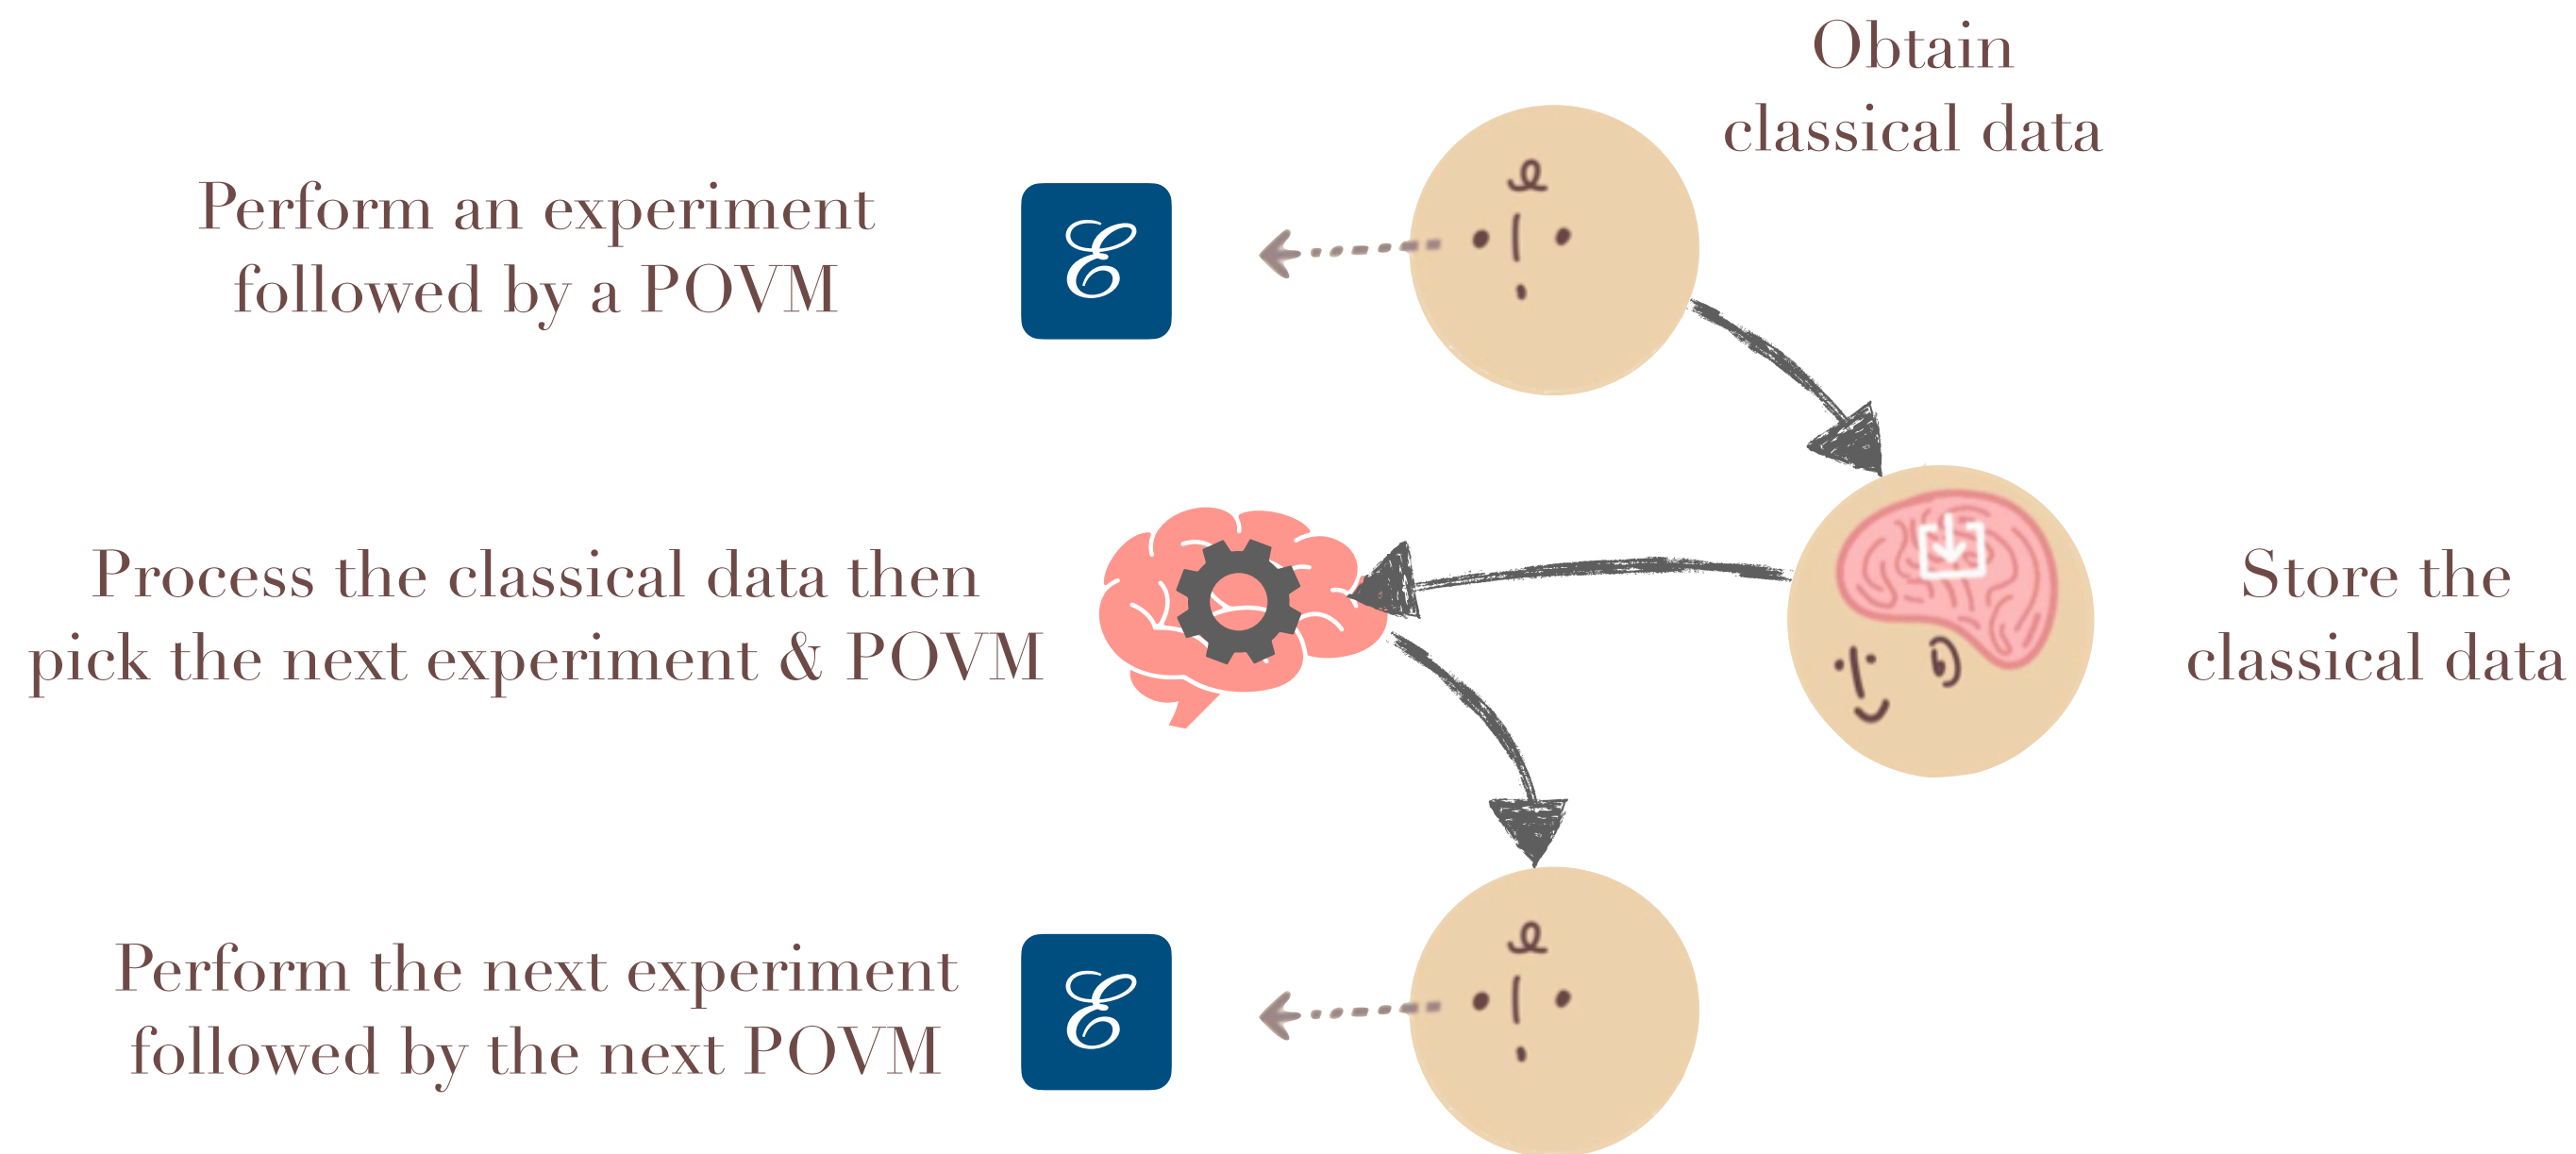 Obtain
classical data
Perform an experiment
followed by a POVM
ℰ
Process the classical data then
pick the next experiment & POVM
Store the
classical data
Perform the next experiment
followed by the next POVM
ℰ